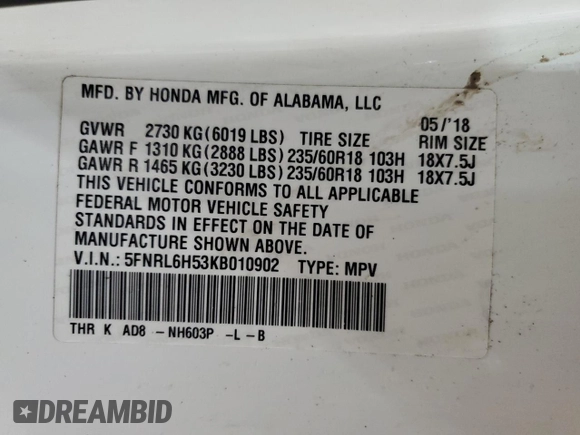 MFD. BY HONDA MFG. OF ALABAMA, LLC
05/'18
GVWR 2730 KG(6019 LBS) TIRE SIZE RIM SIZE
GAWR F 1310 KG(2888 LBS) 235/60R18 103H 18X7.5J
GAWR R 1465 KG(3230 LBS) 235/60R18 103H 18X7.5J
THIS VEHICLE CONFORMS TO ALL APPLICABLE
FEDERAL MOTOR VEHICLE SAFETY
STANDARDS IN EFFECT ON THE DATE OF
MANUFACTURE SHOWN ABOVE.
V.I.N.: 5FNRL6H53KB010902 TYPE: MPV
THR K AD8 -NH603P -L -B
DREAMBID